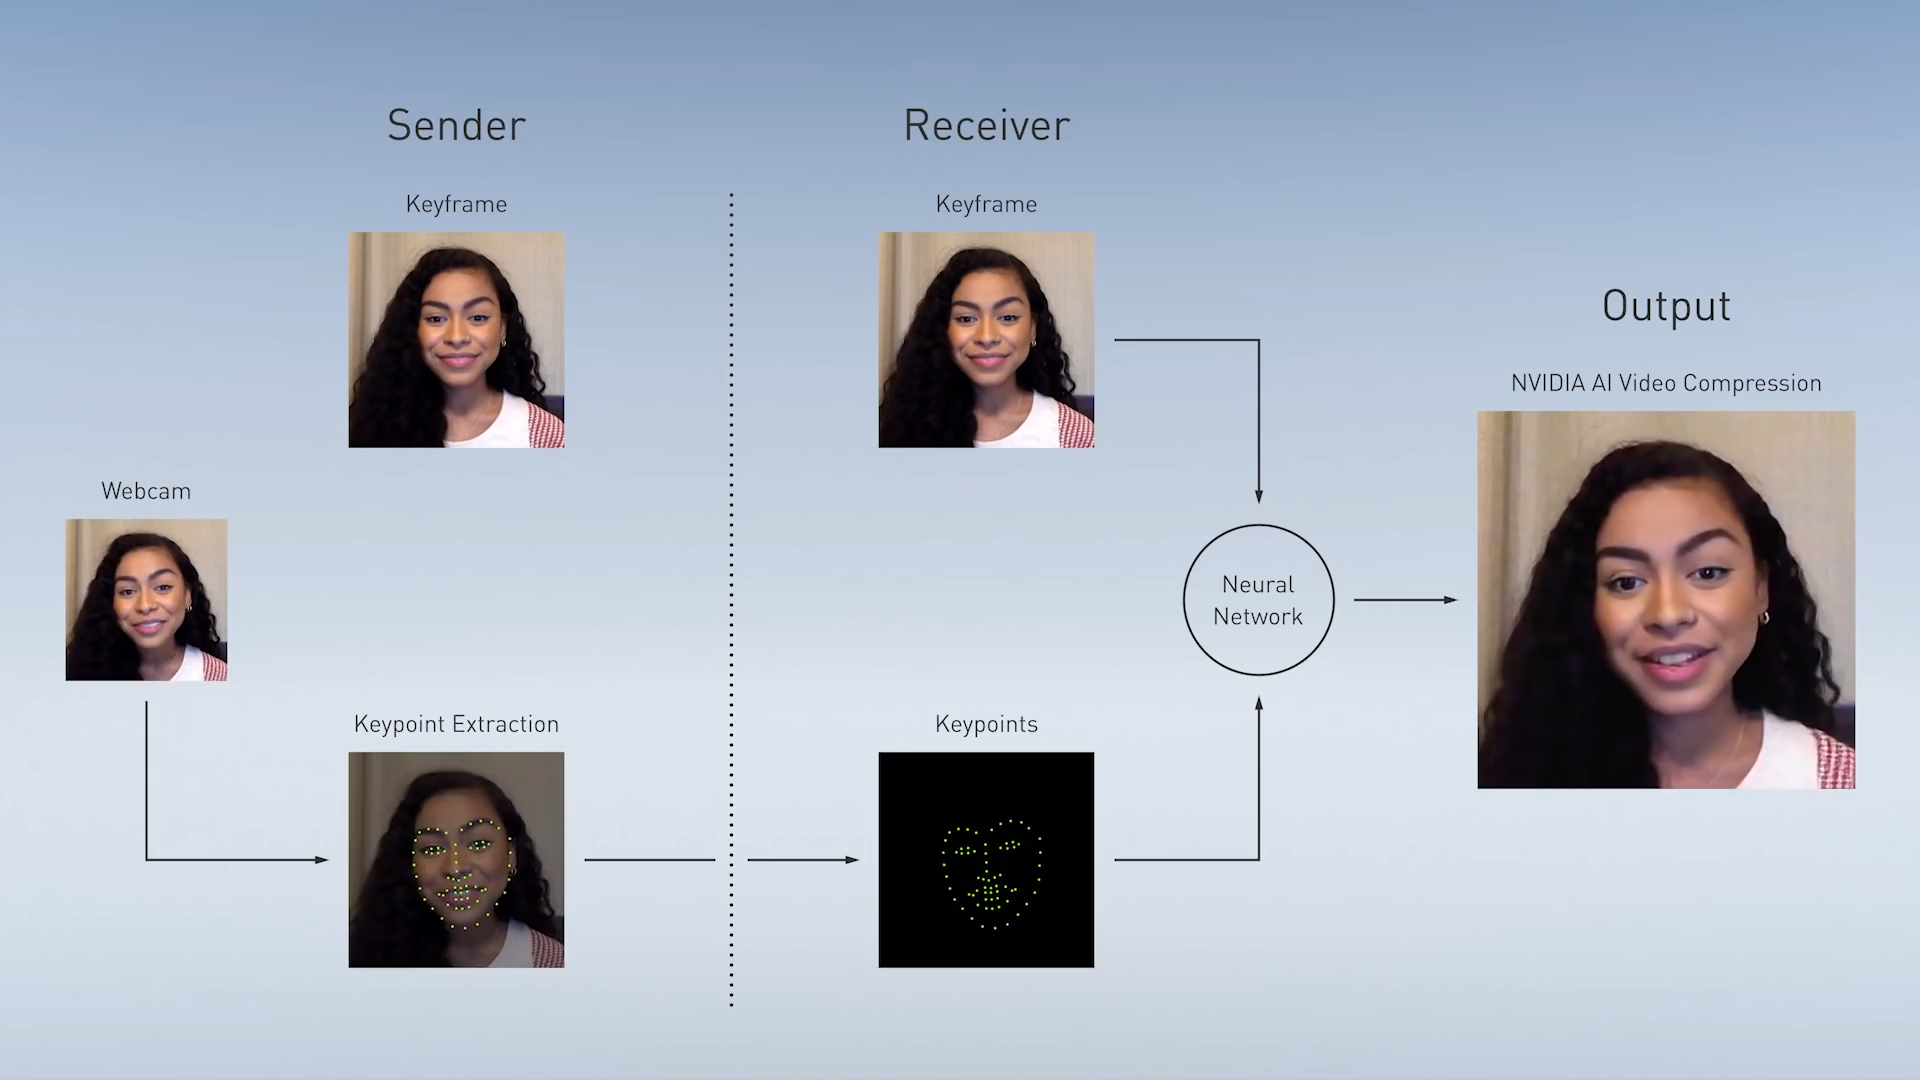 Sender
Receiver
Keyframe
Keyframe
Output
NVIDIA AI Video Compression
Webcam
Neural
Network
Keypoint Extraction
Keypoints